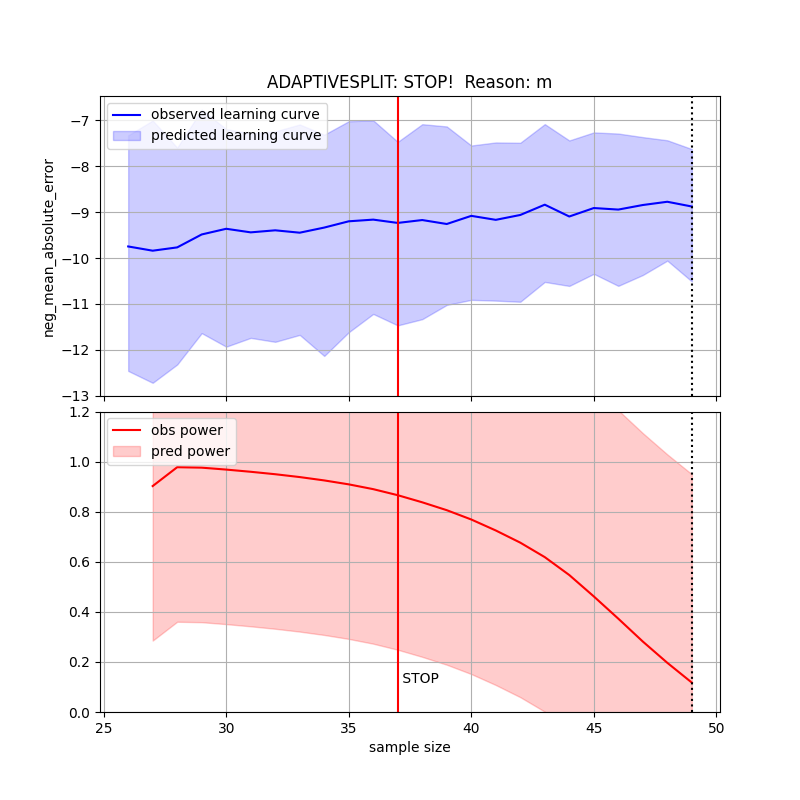 ADAPTIVESPLIT: STOP!  Reason: m
observed learning curve
predicted learning curve
neg_mean_absolute_error
−7
−8
−9
−10
−11
−12
−13
obs power
pred power
1.2
1.0
0.8
0.6
0.4
0.2
0.0
STOP
25
30
35
40
45
50
sample size